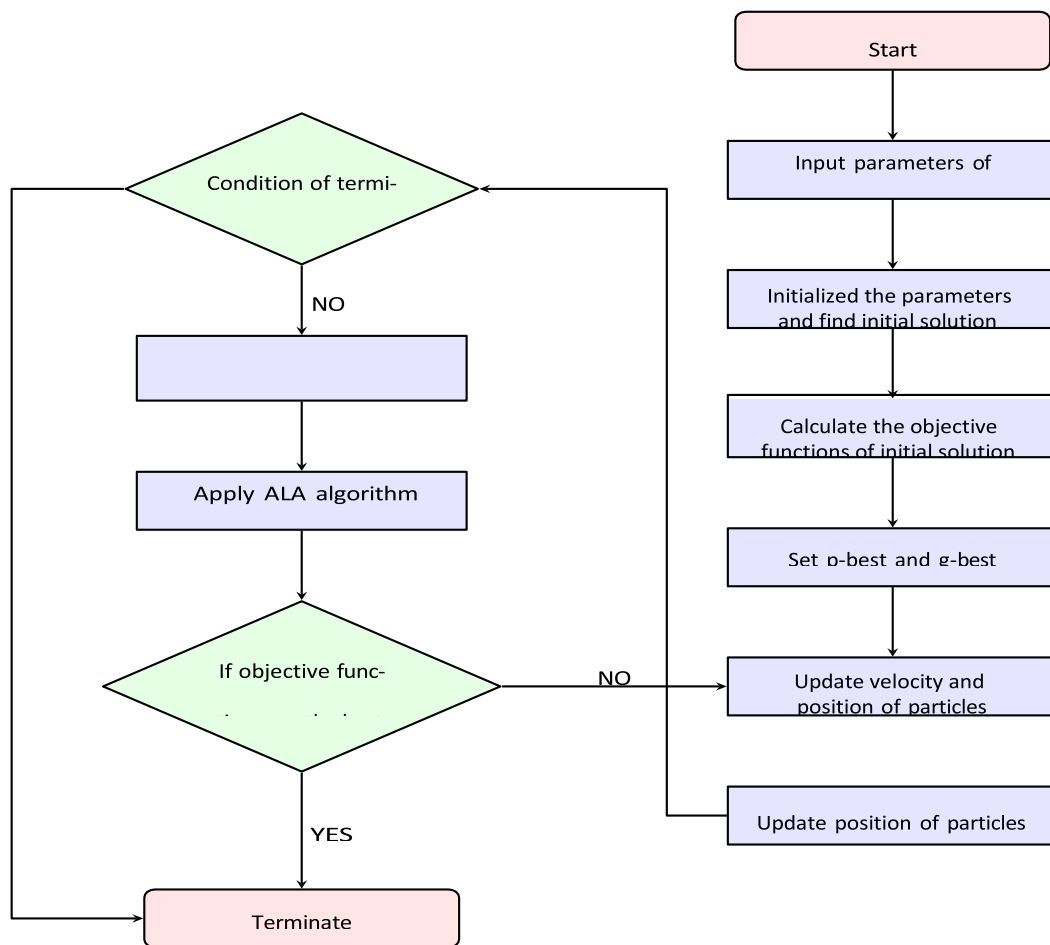 Start
Input parameters of
Initialized the parameters
and find initial solution
Calculate the objective
functions of initial solution
Set p-best and g-best
Update velocity and
position of particles
Update position of particles
Condition of termi-
NO
Apply ALA algorithm
If objective func-
NO
YES
Terminate